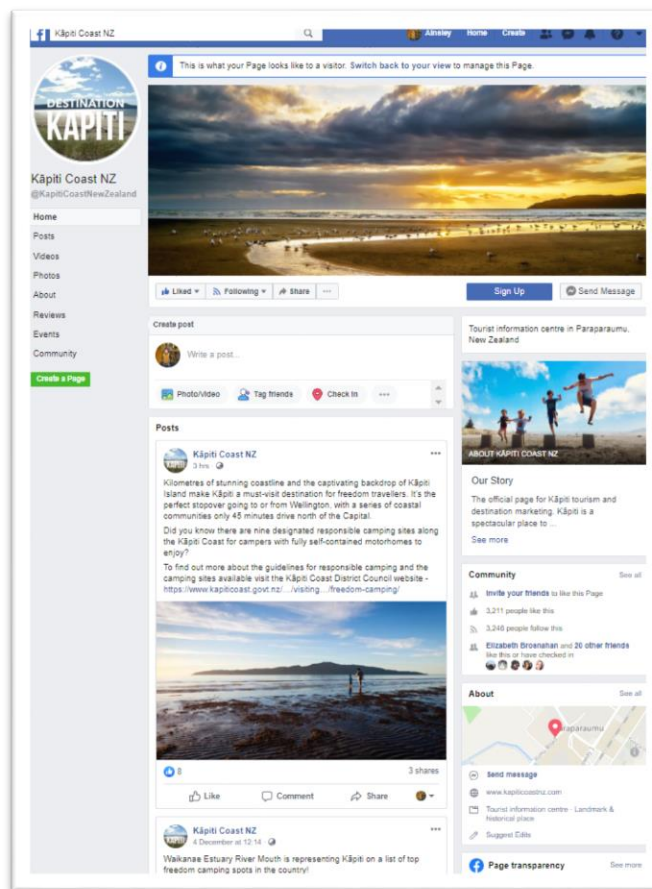 Kāpiti Coast NZ
Ainsley Home Create
This is what your Page looks like to a visitor. Switch back to your view to manage this Page.
DESTINATION
KĀPITI
Kāpiti Coast NZ
@KapitiCoastNewZealand
Home
Posts
Videos
Photos
About
Reviews
Events
Community
Create a Page
Liked Following Share ...
Sign Up Send Message
Create post
Write a post...
Photo/Video Tag friends Check in ...
Posts
Kāpiti Coast NZ
3 hrs
Kilometres of stunning coastline and the captivating backdrop of Kāpiti
Island make Kāpiti a must-visit destination for freedom travellers. It's the
perfect stopover going to or from Wellington, with a series of coastal
communities only 45 minutes drive north of the Capital.
Did you know there are nine designated responsible camping sites along
the Kāpiti Coast for campers with fully self-contained motorhomes to
enjoy?
To find out more about the guidelines for responsible camping and the
camping sites available visit the Kāpiti Coast District Council website -
https://www.kapiticoast.govt.nz/.../visiting.../freedom-camping/
8
3 shares
Like Comment Share
Kāpiti Coast NZ
4 December at 12:14
Waikanae Estuary River Mouth is representing Kāpiti on a list of top
freedom camping spots in the country!
Tourist information centre in Paraparaumu,
New Zealand
ABOUT KĀPITI COAST NZ
Our Story
The official page for Kāpiti tourism and
destination marketing. Kāpiti is a
spectacular place to ...
See more
Community See all
Invite your friends to like this Page
3,211 people like this
3,246 people follow this
Elizabeth Brosnahan and 20 other friends
like this or have checked in
About See all
Paraparaumu
Send message
www.kapiticoastnz.com
Tourist information centre · Landmark &
historical place
Suggest Edits
Page transparency See more